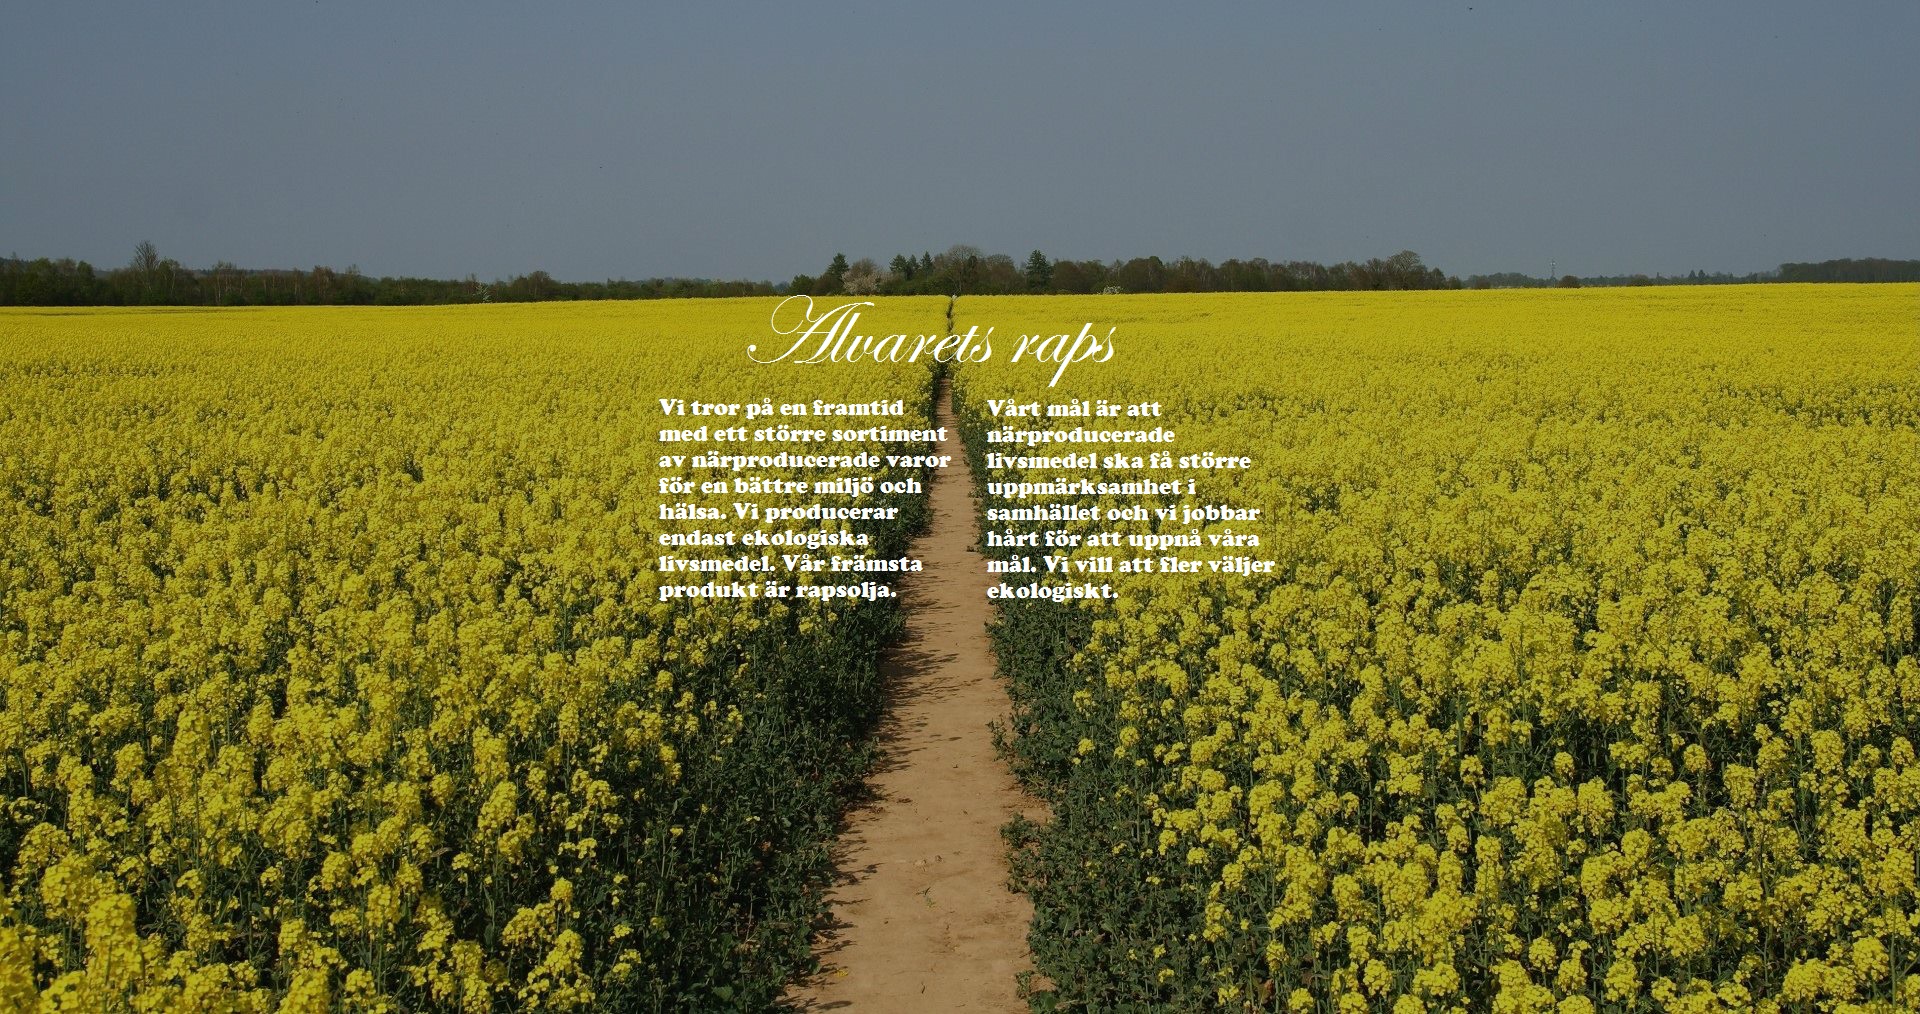 Alvarets raps
Vi tror på en framtid
med ett större sortiment
av närproducerade varor
för en bättre miljö och
hälsa. Vi producerar
endast ekologiska
livsmedel. Vår främsta
produkt är rapsolja.
Vårt mål är att
närproducerade
livsmedel ska få större
uppmärksamhet i
samhället och vi jobbar
hårt för att uppnå våra
mål. Vi vill att fler väljer
ekologiskt.